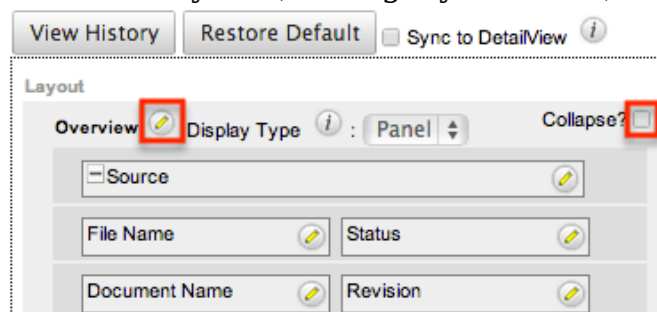 View History Restore Default Sync to DetailView i
Layout
Overview Display Type i : Panel Collapse?
Source
File Name Status
Document Name Revision